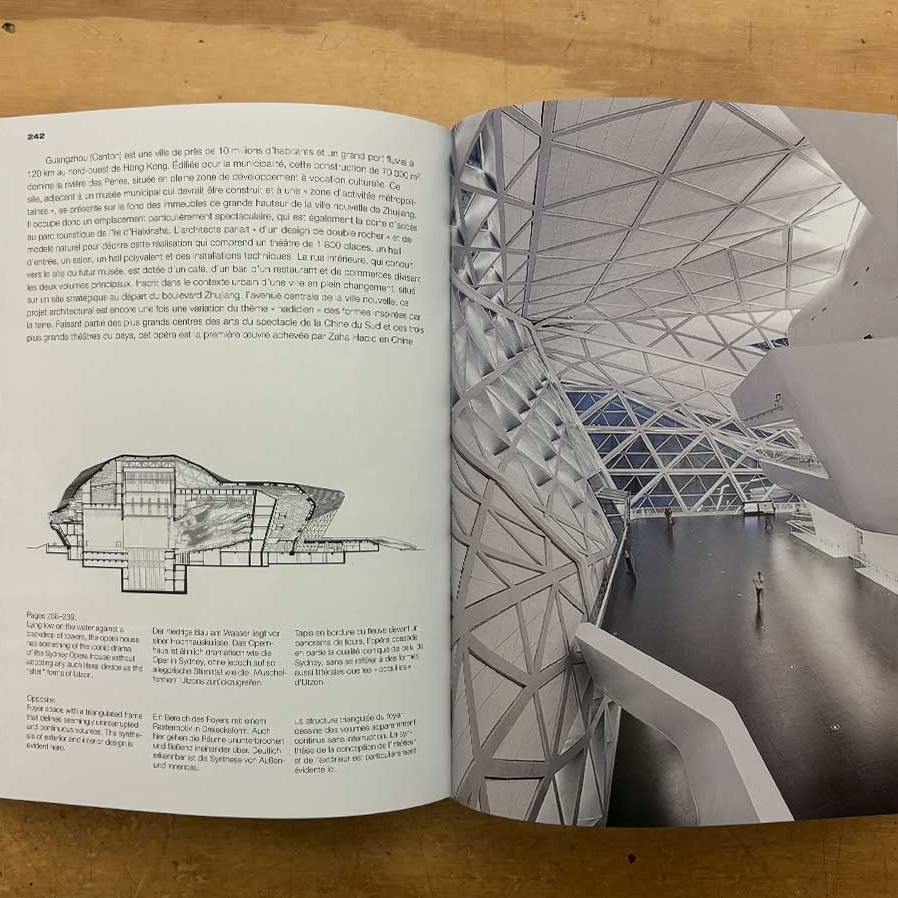 242
Guangzhou (Canton) est une ville de près de 10 millions d'habitants et un grand port fluvial à
120 km au nord-ouest de Hong Kong. Édifiée pour la municipalité, cette construction de 70 000 m²
domine la rivière des Perles, située en pleine zone de développement à vocation culturelle. Ce
site, adjacent à un musée municipal qui devrait être construit et à une « zone d'activités métropoli-
taines », se présente sur le fond des immeubles de grande hauteur de la ville nouvelle de Zhujiang.
Il occupe donc un emplacement particulièrement spectaculaire, qui est également la porte d'accès
au parc touristique de l'île d'Haixinsha. L'architecte parlait « d'un design de double rocher » et de
modelé naturel pour décrire cette réalisation qui comprend un théâtre de 1 800 places, un hall
d'entrée, un salon, un hall polyvalent et des installations techniques. La rue intérieure, qui conduit
vers le site du futur musée, est dotée d'un café, d'un bar, d'un restaurant et de commerces divisant
les deux volumes principaux. Inscrit dans le contexte urbain d'une ville en plein changement, situé
sur un site stratégique au départ du boulevard Zhujiang, l'avenue centrale de la ville nouvelle, ce
projet architectural est encore une fois une variation du thème « hadidien » des formes inspirées par
la terre. Faisant partie des plus grands centres des arts du spectacle de la Chine du Sud et des trois
plus grands théâtres du pays, cet opéra est la première œuvre achevée par Zaha Hadid en Chine
Pages 238–239:
Lying low on the water against a
backdrop of towers, the opera house
has something of the iconic drama
of the Sydney Opera House without
adopting any such literal device as the
"shell" forms of Utzon.
Der niedrige Bau am Wasser liegt vor
einer Hochhauskulisse. Das Opern-
haus ist ähnlich dramatisch wie die
Oper in Sydney, ohne jedoch auf so
allegorische Stilmittel wie die „Muschel-
formen" Utzons zurückzugreifen.
Tapis en bordure du fleuve devant un
panorama de tours, l'opéra possède
en partie la qualité iconique de celui de
Sydney, sans se référer à des formes
aussi littérales que les « coquilles »
d'Utzon.
Opposite:
Foyer space with a triangulated frame
that defines seemingly uninterrupted
and continuous volumes. The synthe-
sis of exterior and interior design is
evident here.
Ein Bereich des Foyers mit einem
Rastermotiv in Dreiecksform. Auch
hier gehen die Räume ununterbrochen
und fließend ineinander über. Deutlich
erkennbar ist die Synthese von Außen-
und Innenbau.
La structure triangulée du foyer
dessine des volumes apparemment
continus sans interruption. La syn-
thèse de la conception de l'intérieur
et de l'extérieur est particulièrement
évidente ici.